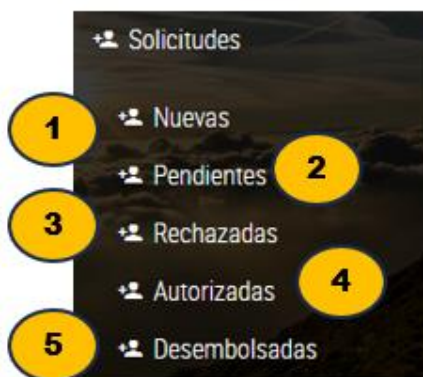 Solicitudes
1 Nuevas
Pendientes 2
3 Rechazadas
Autorizadas 4
5 Desembolsadas